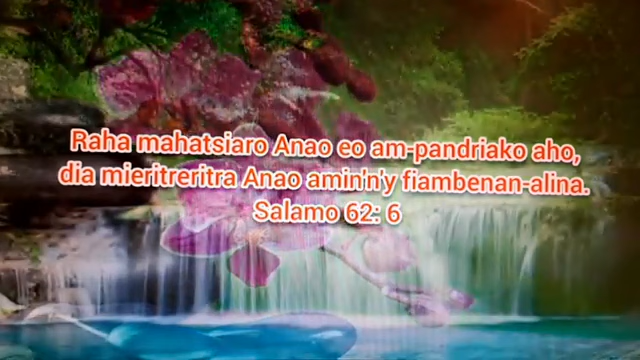 Raha mahatsiaro Anao eo am-pandriako aho,
dia mieritreritra Anao amin'n'y fiambenan-alina.
Salamo 62: 6